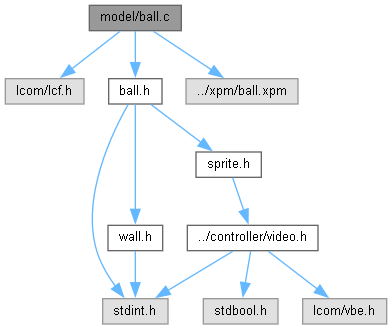 model/ball.c
lcom/lcf.h
ball.h
../xpm/ball.xpm
sprite.h
wall.h
../controller/video.h
stdint.h
stdbool.h
lcom/vbe.h